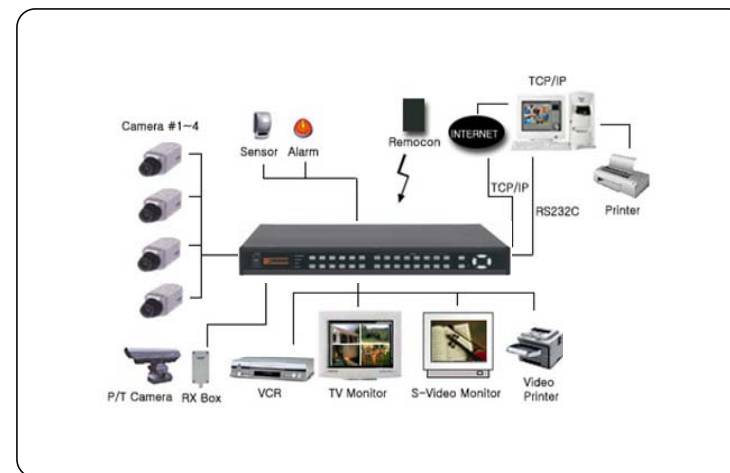 TCP/IP
Camera #1~4
Sensor Alarm
Remocon
INTERNET
TCP/IP
RS232C
Printer
P/T Camera RX Box
VCR
TV Monitor
S-Video Monitor
Video
Printer